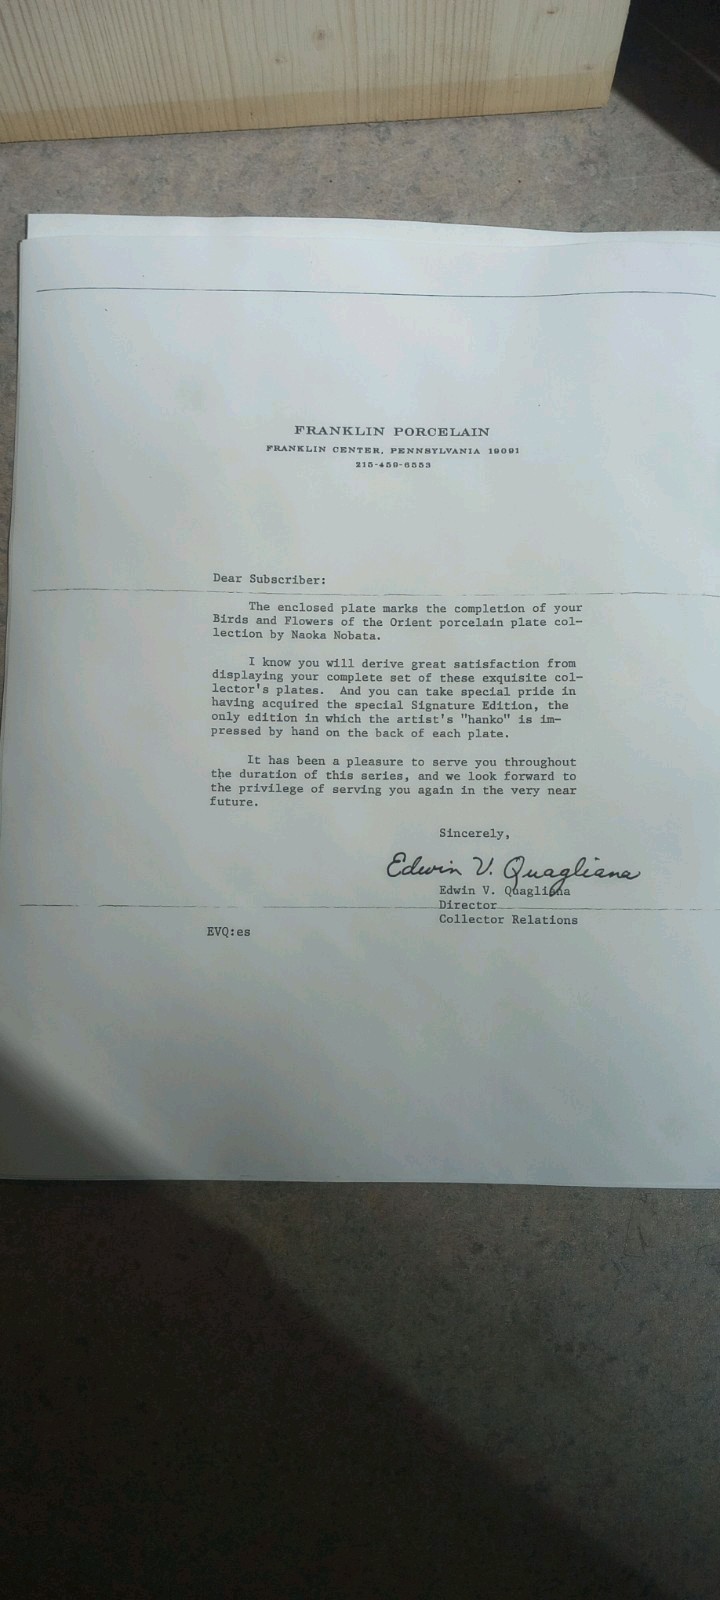 FRANKLIN PORCELAIN
FRANKLIN CENTER, PENNSYLVANIA 19091
215-459-6553
Dear Subscriber:
The enclosed plate marks the completion of your
Birds and Flowers of the Orient porcelain plate col-
lection by Naoka Nobata.
I know you will derive great satisfaction from
displaying your complete set of these exquisite col-
lector's plates. And you can take special pride in
having acquired the special Signature Edition, the
only edition in which the artist's "hanko" is im-
pressed by hand on the back of each plate.
It has been a pleasure to serve you throughout
the duration of this series, and we look forward to
the privilege of serving you again in the very near
future.
Sincerely,
Edwin V. Quagliana
Edwin V. Quagliana
Director
Collector Relations
EVQ:es